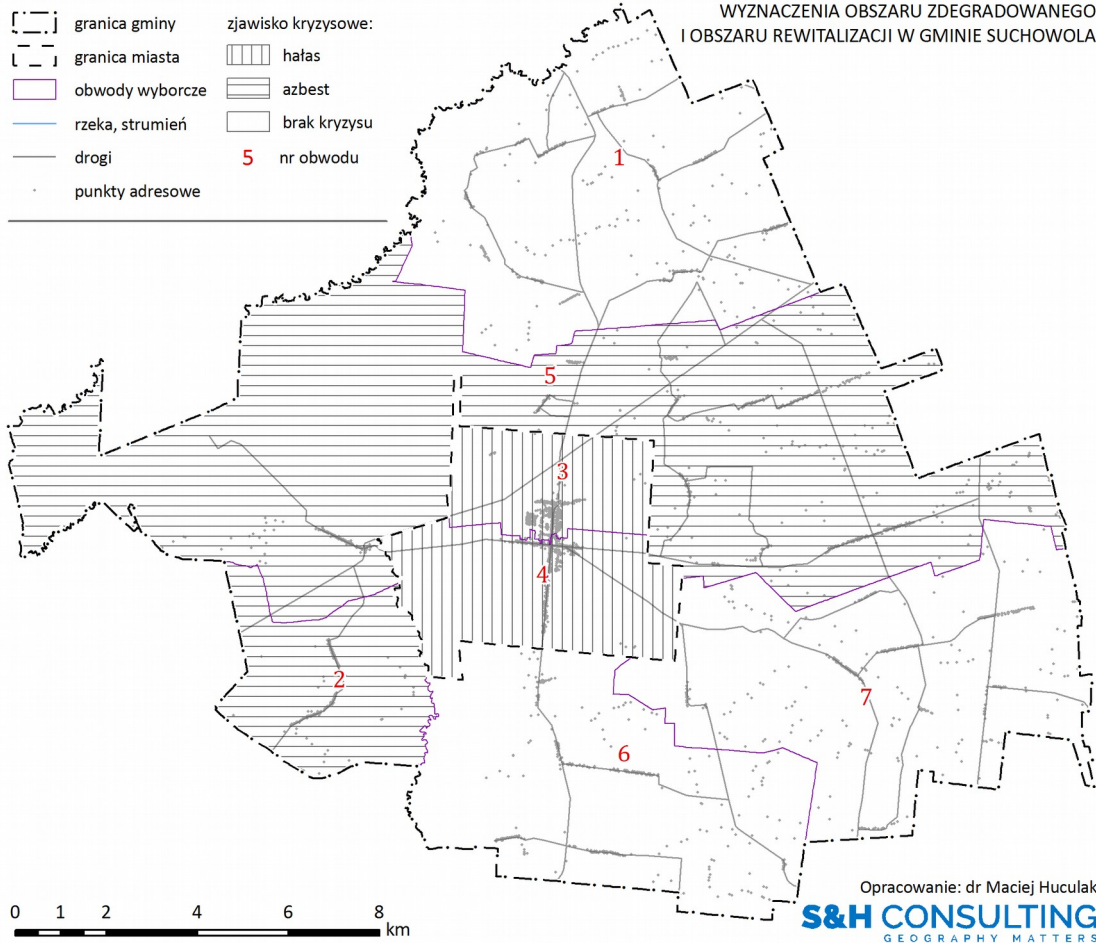 WYZNACZENIA OBSZARU ZDEGRADOWANEGO
I OBSZARU REWITALIZACJI W GMINIE SUCHOWOLA
granica gminy
granica miasta
obwody wyborcze
rzeka, strumień
drogi
punkty adresowe
zjawisko kryzysowe:
hałas
azbest
brak kryzysu
5 nr obwodu
1
5
3
4
2
7
6
0 1 2 4 6 8 km
Opracowanie: dr Maciej Huculak
S&H CONSULTING
GEOGRAPHY MATTERS